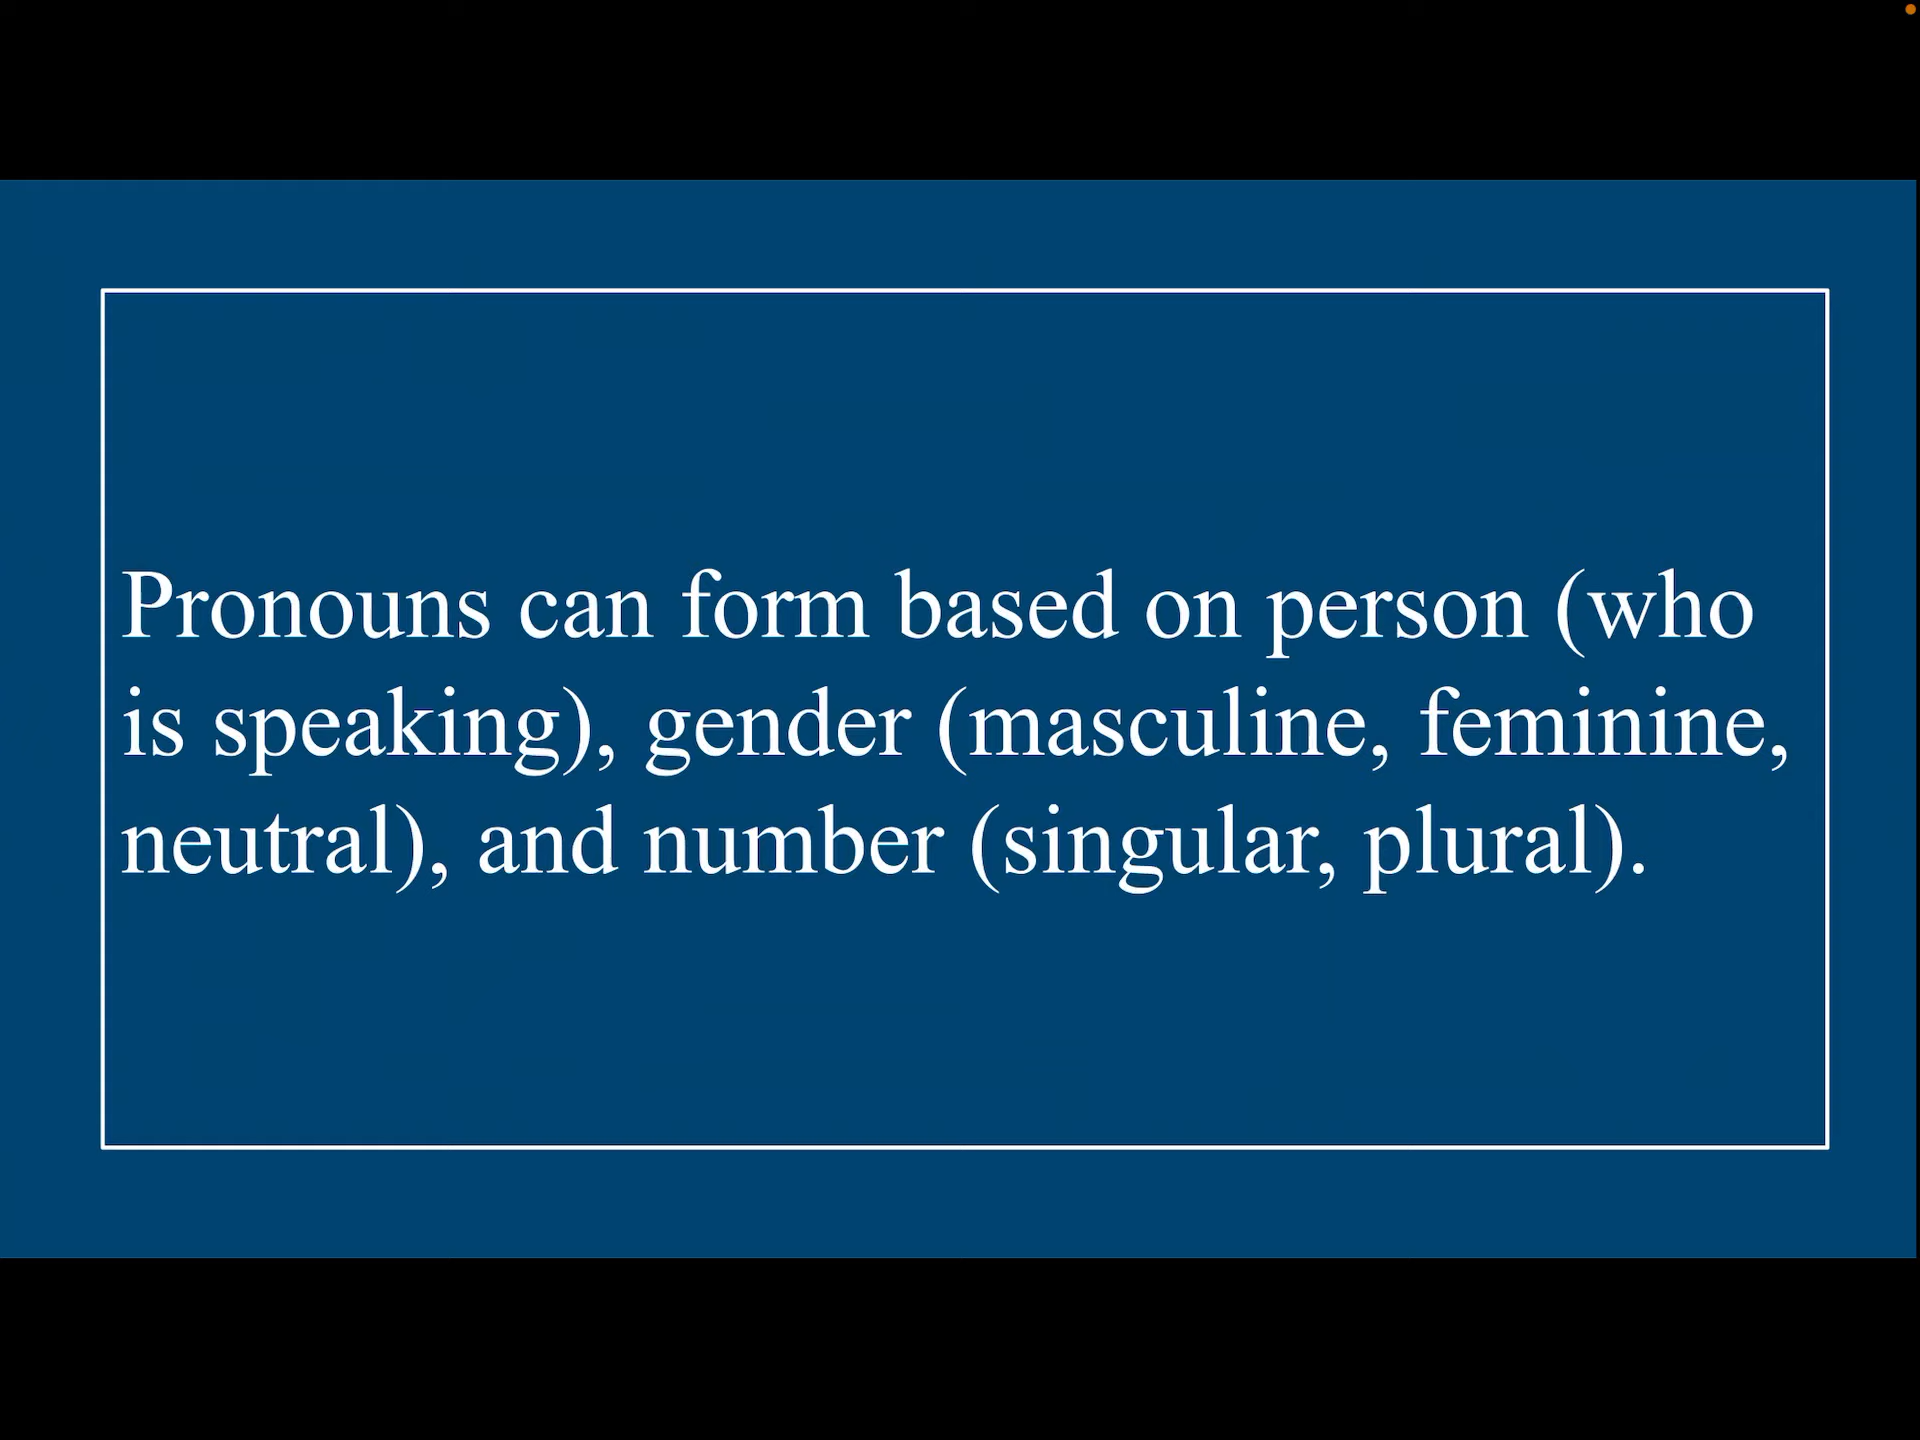 Pronouns can form based on person (who
is speaking), gender (masculine, feminine,
neutral), and number (singular, plural).